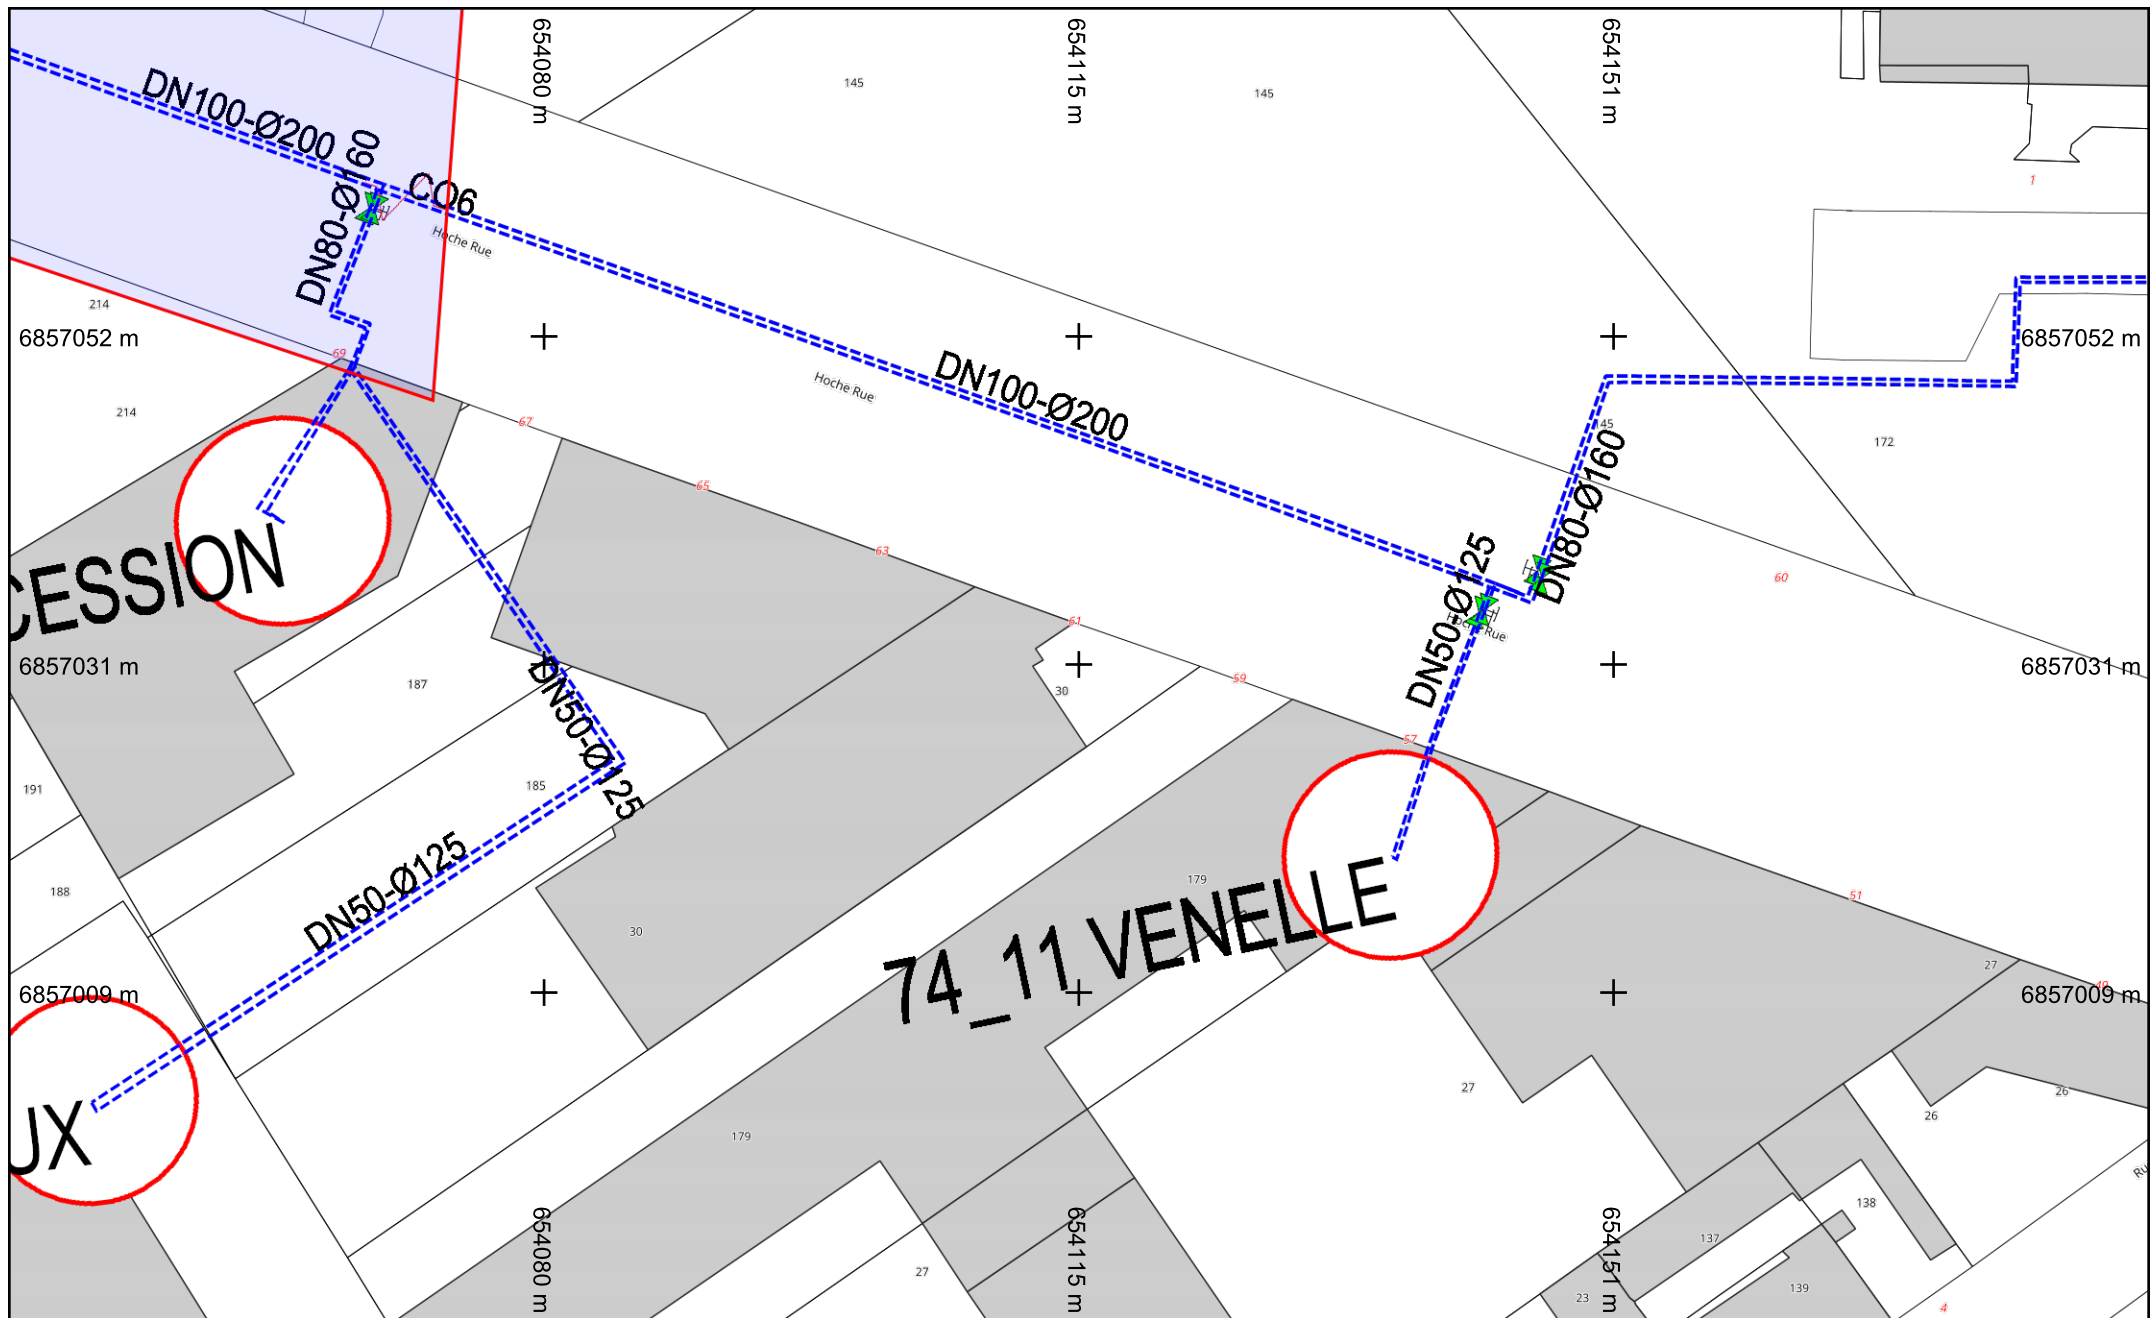 654080 m
654115 m
654151 m
145
145
DN100-Ø200
DN80-Ø160
CO6
1
Hoche Rue
214
6857052 m
6857052 m
69
Hoche Rue
DN100-Ø200
214
67
145
172
65
DN80-Ø160
63
DN50-Ø125
60
CESSION
Hoche Rue
61
6857031 m
6857031 m
59
187
30
57
DN50-Ø125
185
191
DN50-Ø125
179
188
51
74_11 VENELLE
30
27
6857009 m
6857009 m
49
27
26
26
UX
179
Ru
138
137
654080 m
654115 m
654151 m
27
139
23
4